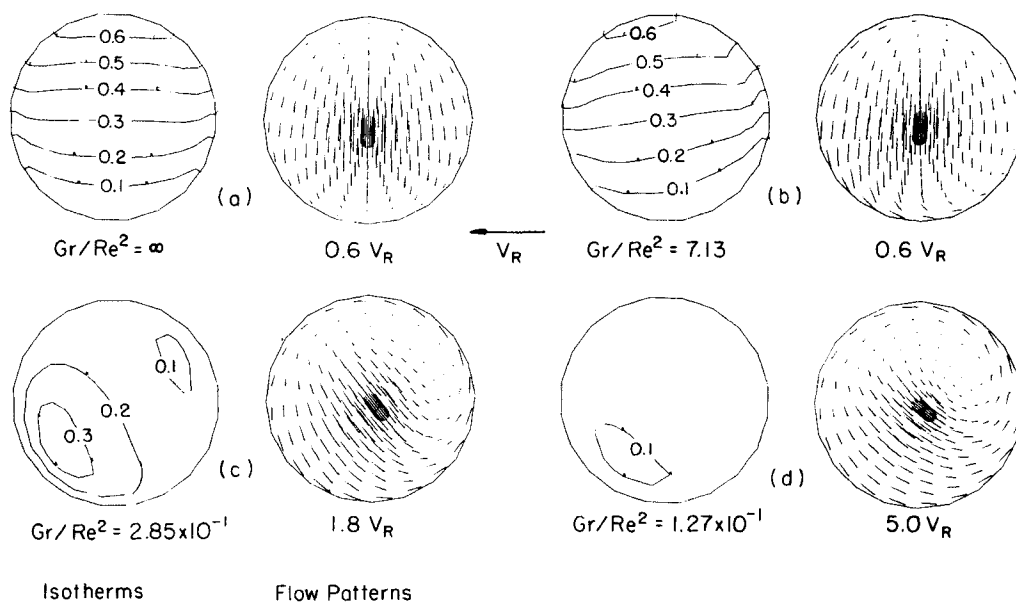 0.6
0.5
0.4
0.3
0.2
0.1
(a)
Gr/Re² = ∞
0.6 V_R
V_R
0.6
0.5
0.4
0.3
0.2
0.1
(b)
Gr/Re² = 7.13
0.6 V_R
0.1
0.2
0.3
(c)
Gr/Re² = 2.85x10⁻¹
1.8 V_R
0.1
(d)
Gr/Re² = 1.27x10⁻¹
5.0 V_R
Isotherms
Flow Patterns